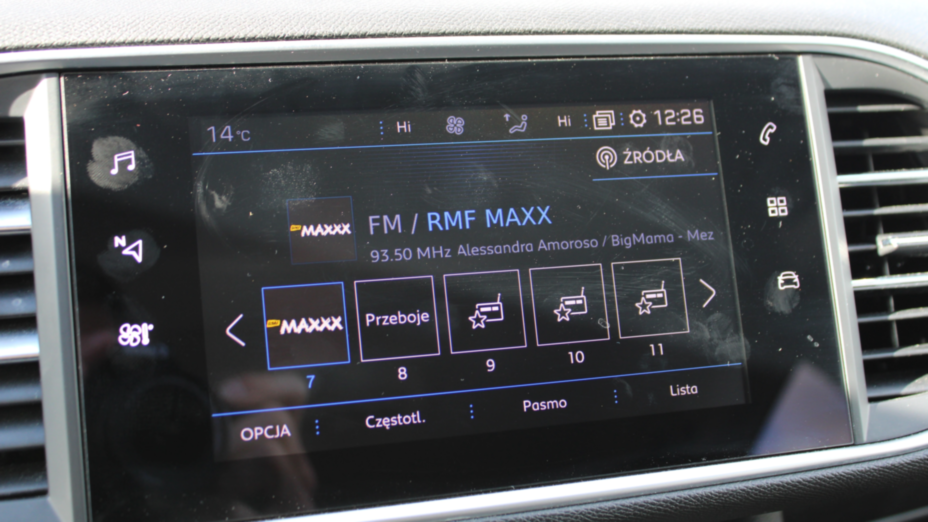 14 °C Hi Hi 12:26
ŹRÓDŁA
MAXXX
FM / RMF MAXX
93.50 MHz Alessandra Amoroso / BigMama - Mez
N
MAXXX
Przeboje
7 8 9 10 11
OPCJA Częstotl. Pasmo Lista